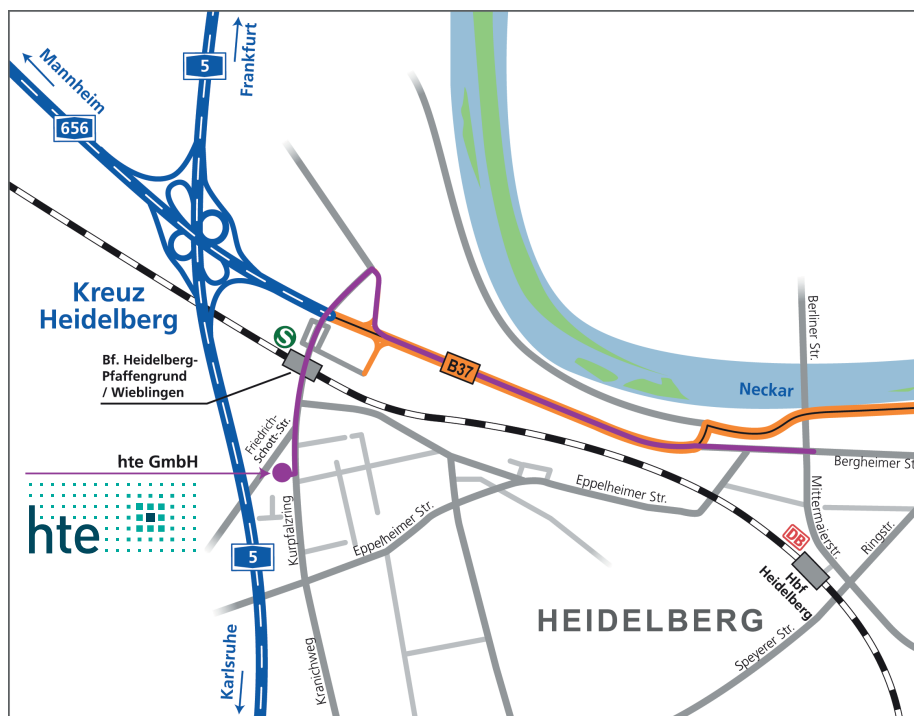 Frankfurt
5
Mannheim
656
Kreuz
Heidelberg
S
Bf. Heidelberg-
Pfaffengrund
/ Wieblingen
B37
Berliner Str.
Neckar
Friedrich-
Schott-Str.
hte GmbH
hte
Bergheimer St
Eppelheimer Str.
Mittermaierstr.
Ringstr.
Kurpfalzring
Eppelheimer Str.
5
DB
Hbf
Heidelberg
HEIDELBERG
Speyerer Str.
Kranichweg
Karlsruhe